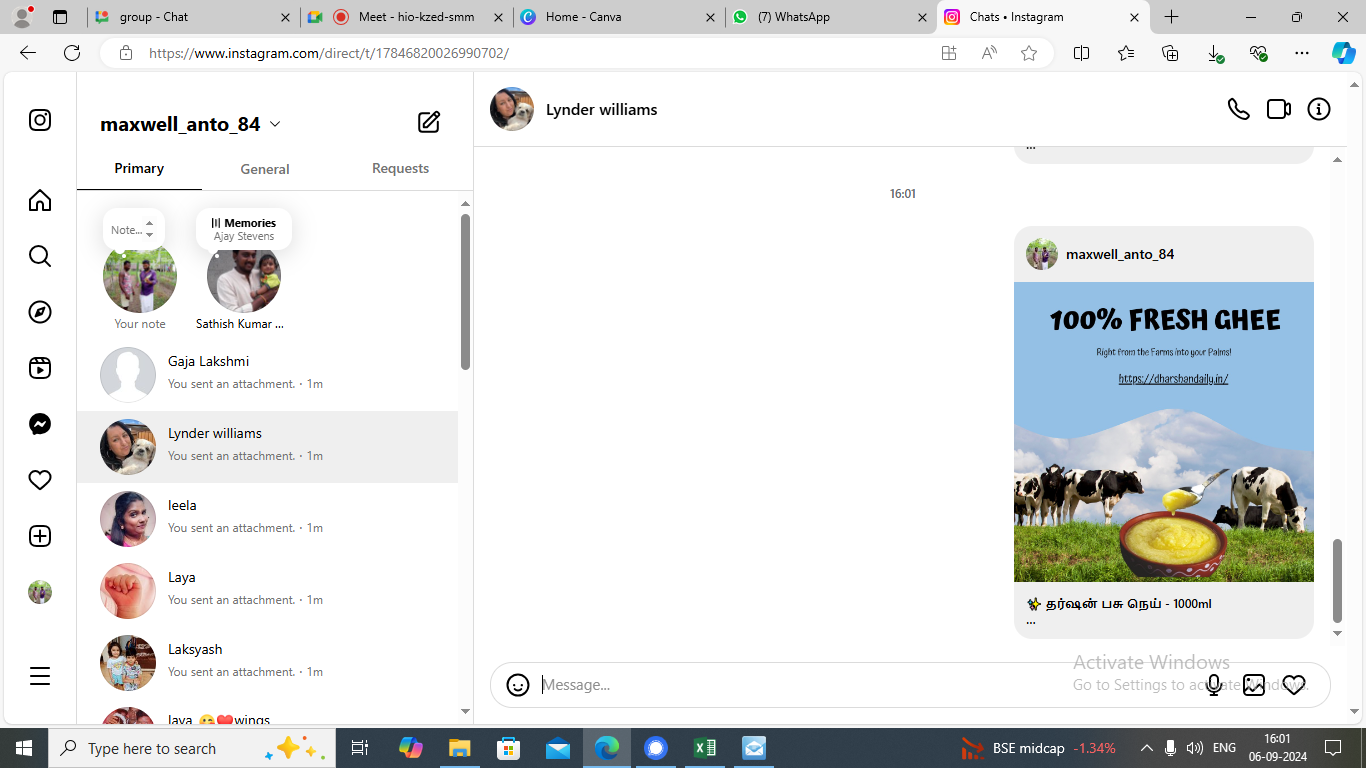 group - Chat
Meet - hio-kzed-smm
Home - Canva
(7) WhatsApp
Chats • Instagram
https://www.instagram.com/direct/t/17846820026990702/
maxwell_anto_84
Primary
General
Requests
Note...
Memories
Ajay Stevens
Your note
Sathish Kumar ...
Gaja Lakshmi
You sent an attachment. · 1m
Lynder williams
You sent an attachment. · 1m
leela
You sent an attachment. · 1m
Laya
You sent an attachment. · 1m
Laksyash
You sent an attachment. · 1m
Lynder williams
...
16:01
maxwell_anto_84
100% FRESH GHEE
Right from the Farms into your Palms!
https://dharshandaily.in/
✨ தர்ஷன் பசு நெய் - 1000ml
...
Message...
Activate Windows
Go to Settings to activate Windows.
Type here to search
BSE midcap -1.34%
ENG
16:01
06-09-2024